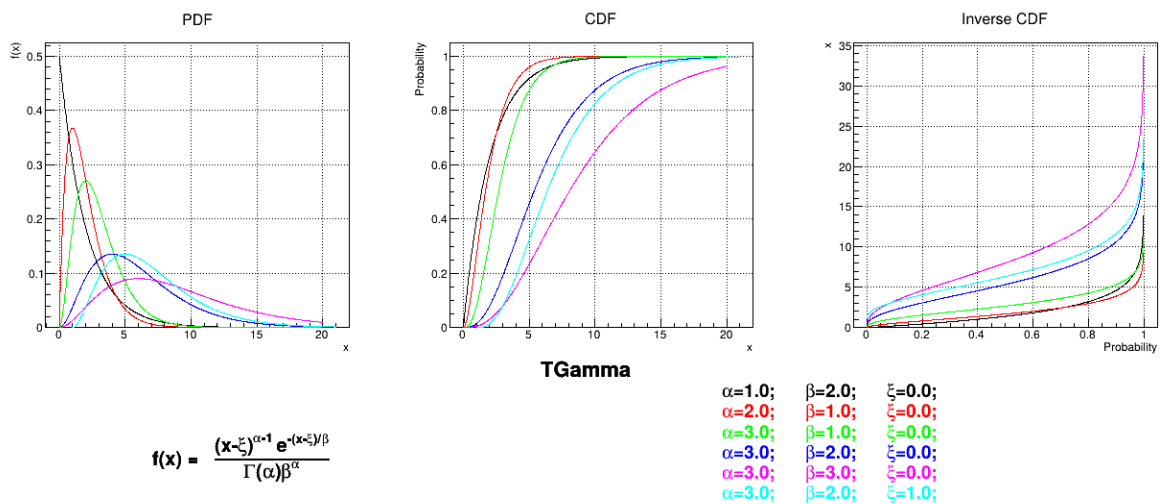 PDF CDF Inverse CDF
f(x)
0.5
0.4
0.3
0.2
0.1
0
0 5 10 15 20
x
Probability
1
0.8
0.6
0.4
0.2
0
0 5 10 15 20
x
x
35
30
25
20
15
10
5
0
0 0.2 0.4 0.6 0.8 1
Probability
TGamma
α=1.0; β=2.0; ξ=0.0;
α=2.0; β=1.0; ξ=0.0;
α=3.0; β=1.0; ξ=0.0;
α=3.0; β=2.0; ξ=0.0;
α=3.0; β=3.0; ξ=0.0;
α=3.0; β=2.0; ξ=1.0;
f(x) = (x-ξ)^α-1 e^-(x-ξ)/β
Γ(α)β^α